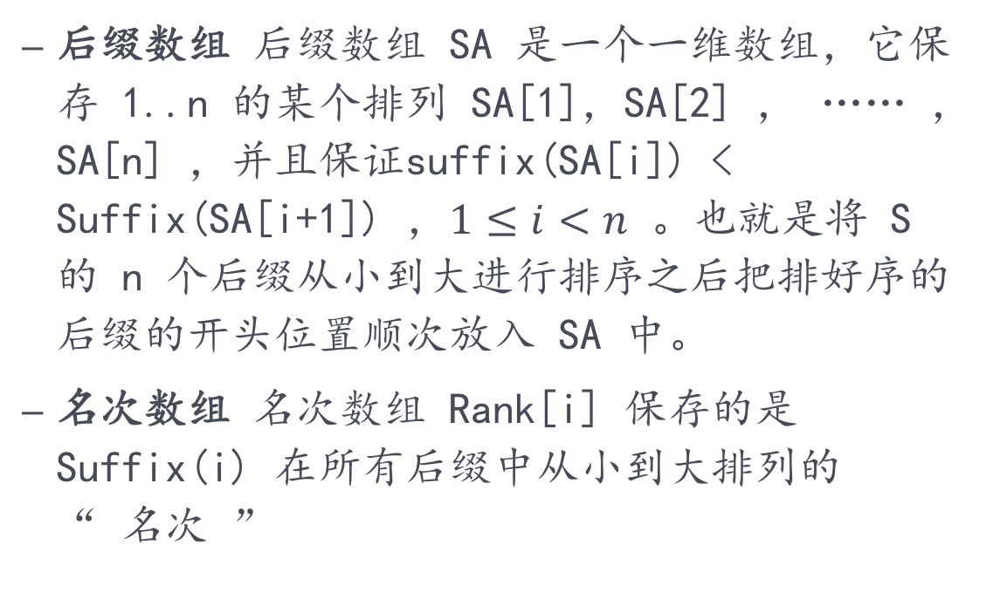 – 后缀数组 后缀数组 SA 是一个一维数组，它保
存 1..n 的某个排列 SA[1]，SA[2] ， …… ，
SA[n] ，并且保证suffix(SA[i]) <
Suffix(SA[i+1]) ，1 ≤ i < n 。也就是将 S
的 n 个后缀从小到大进行排序之后把排好序的
后缀的开头位置顺次放入 SA 中。
– 名次数组 名次数组 Rank[i] 保存的是
Suffix(i) 在所有后缀中从小到大排列的
“ 名次 ”